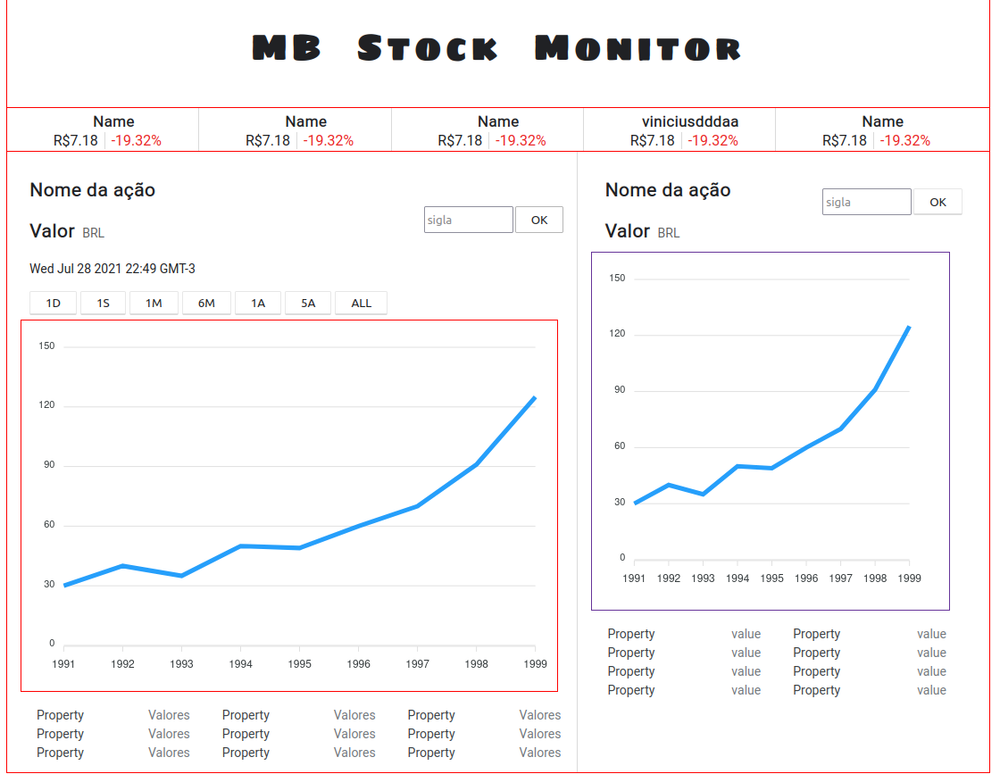 MB Stock Monitor
Name Name Name viniciusdddaa Name
R$7.18 -19.32% R$7.18 -19.32% R$7.18 -19.32% R$7.18 -19.32% R$7.18 -19.32%
Nome da ação
sigla OK
Valor BRL
Wed Jul 28 2021 22:49 GMT-3
1D 1S 1M 6M 1A 5A ALL
150
120
90
60
30
0
1991 1992 1993 1994 1995 1996 1997 1998 1999
Property Valores Property Valores Property Valores
Property Valores Property Valores Property Valores
Property Valores Property Valores Property Valores
Nome da ação
sigla OK
Valor BRL
150
120
90
60
30
0
1991 1992 1993 1994 1995 1996 1997 1998 1999
Property value Property value
Property value Property value
Property value Property value
Property value Property value